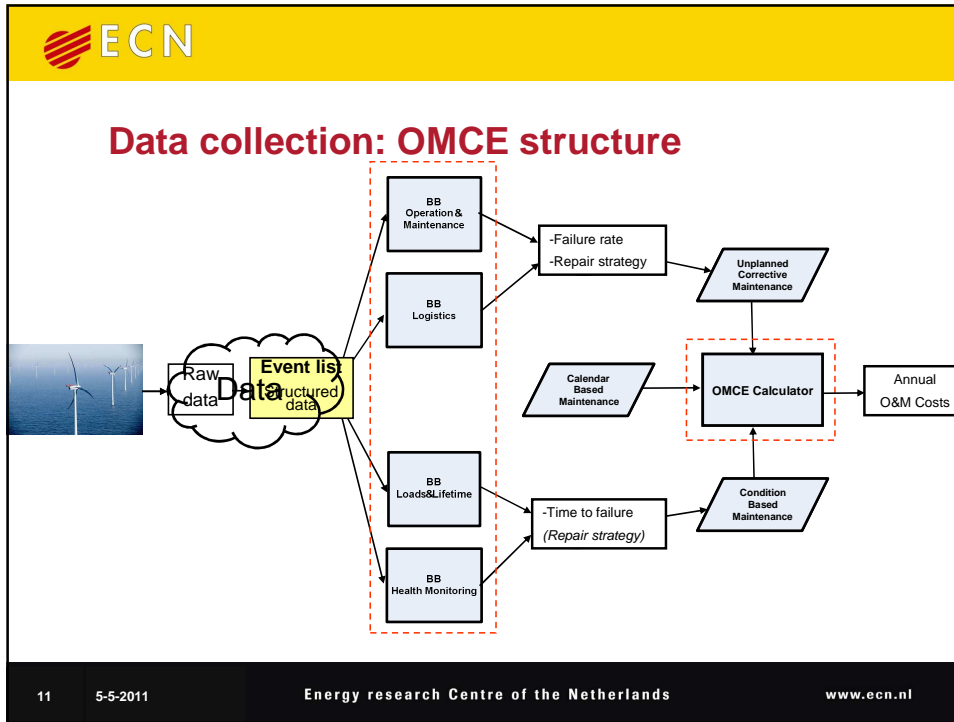 ECN
Data collection: OMCE structure
BB
Operation &
Maintenance
BB
Logistics
-Failure rate
-Repair strategy
Unplanned
Corrective
Maintenance
Raw
data
Data
Event list
Structured
data
Calendar
Based
Maintenance
OMCE Calculator
Annual
O&M Costs
BB
Loads&Lifetime
BB
Health Monitoring
-Time to failure
(Repair strategy)
Condition
Based
Maintenance
11 5-5-2011 Energy research Centre of the Netherlands www.ecn.nl